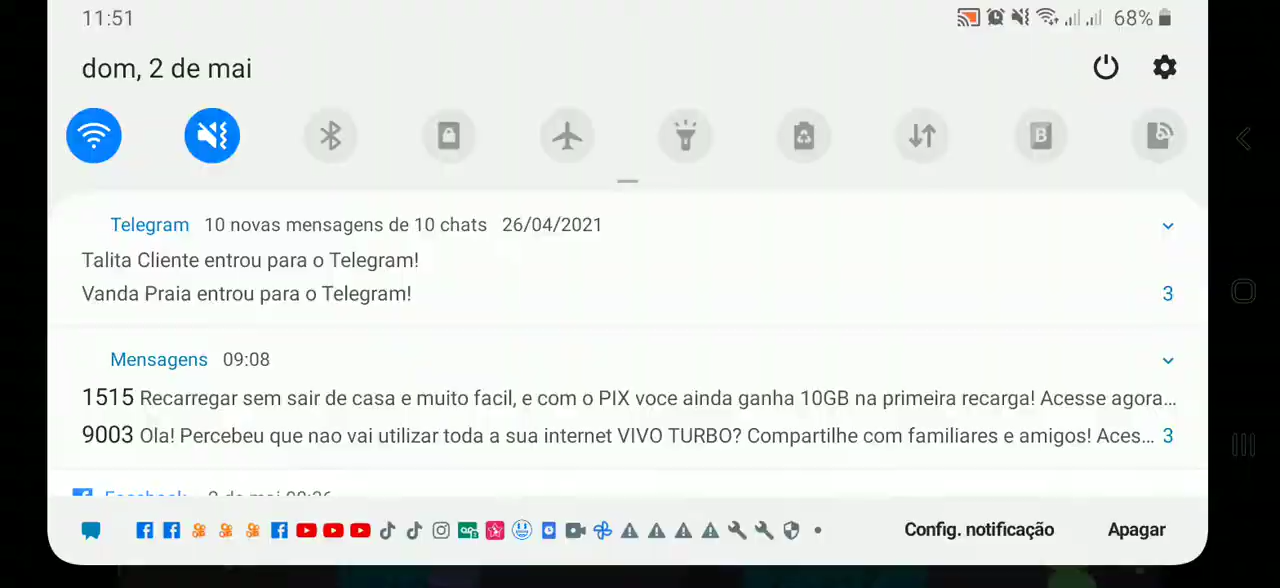 11:51
68%
dom, 2 de mai
Telegram 10 novas mensagens de 10 chats 26/04/2021
Talita Cliente entrou para o Telegram!
Vanda Praia entrou para o Telegram! 3
Mensagens 09:08
1515 Recarregar sem sair de casa e muito facil, e com o PIX voce ainda ganha 10GB na primeira recarga! Acesse agora...
9003 Ola! Percebeu que nao vai utilizar toda a sua internet VIVO TURBO? Compartilhe com familiares e amigos! Aces... 3
Facebook
Config. notificação Apagar